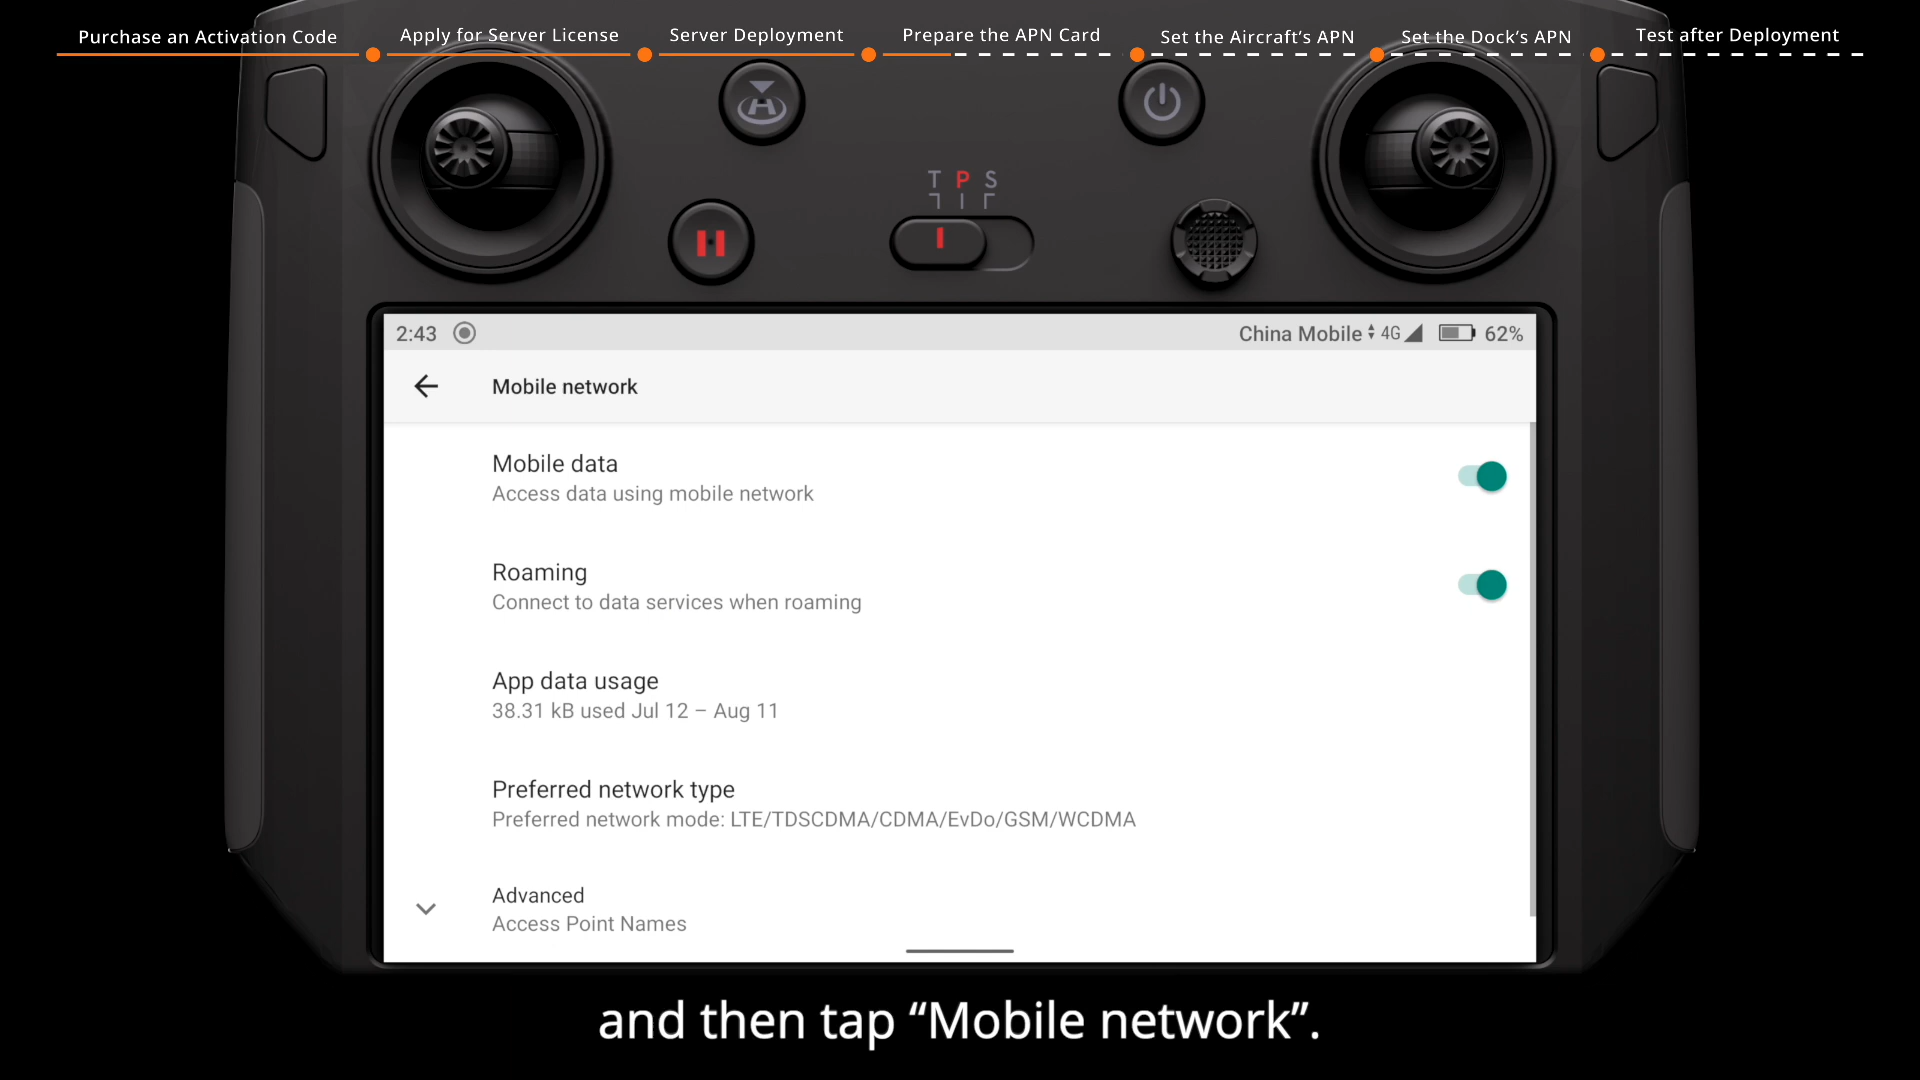 Purchase an Activation Code
Apply for Server License
Server Deployment
Prepare the APN Card
Set the Aircraft’s APN
Set the Dock’s APN
Test after Deployment
T P S
2:43
China Mobile 4G 62%
Mobile network
Mobile data
Access data using mobile network
Roaming
Connect to data services when roaming
App data usage
38.31 kB used Jul 12 – Aug 11
Preferred network type
Preferred network mode: LTE/TDSCDMA/CDMA/EvDo/GSM/WCDMA
Advanced
Access Point Names
and then tap “Mobile network”.